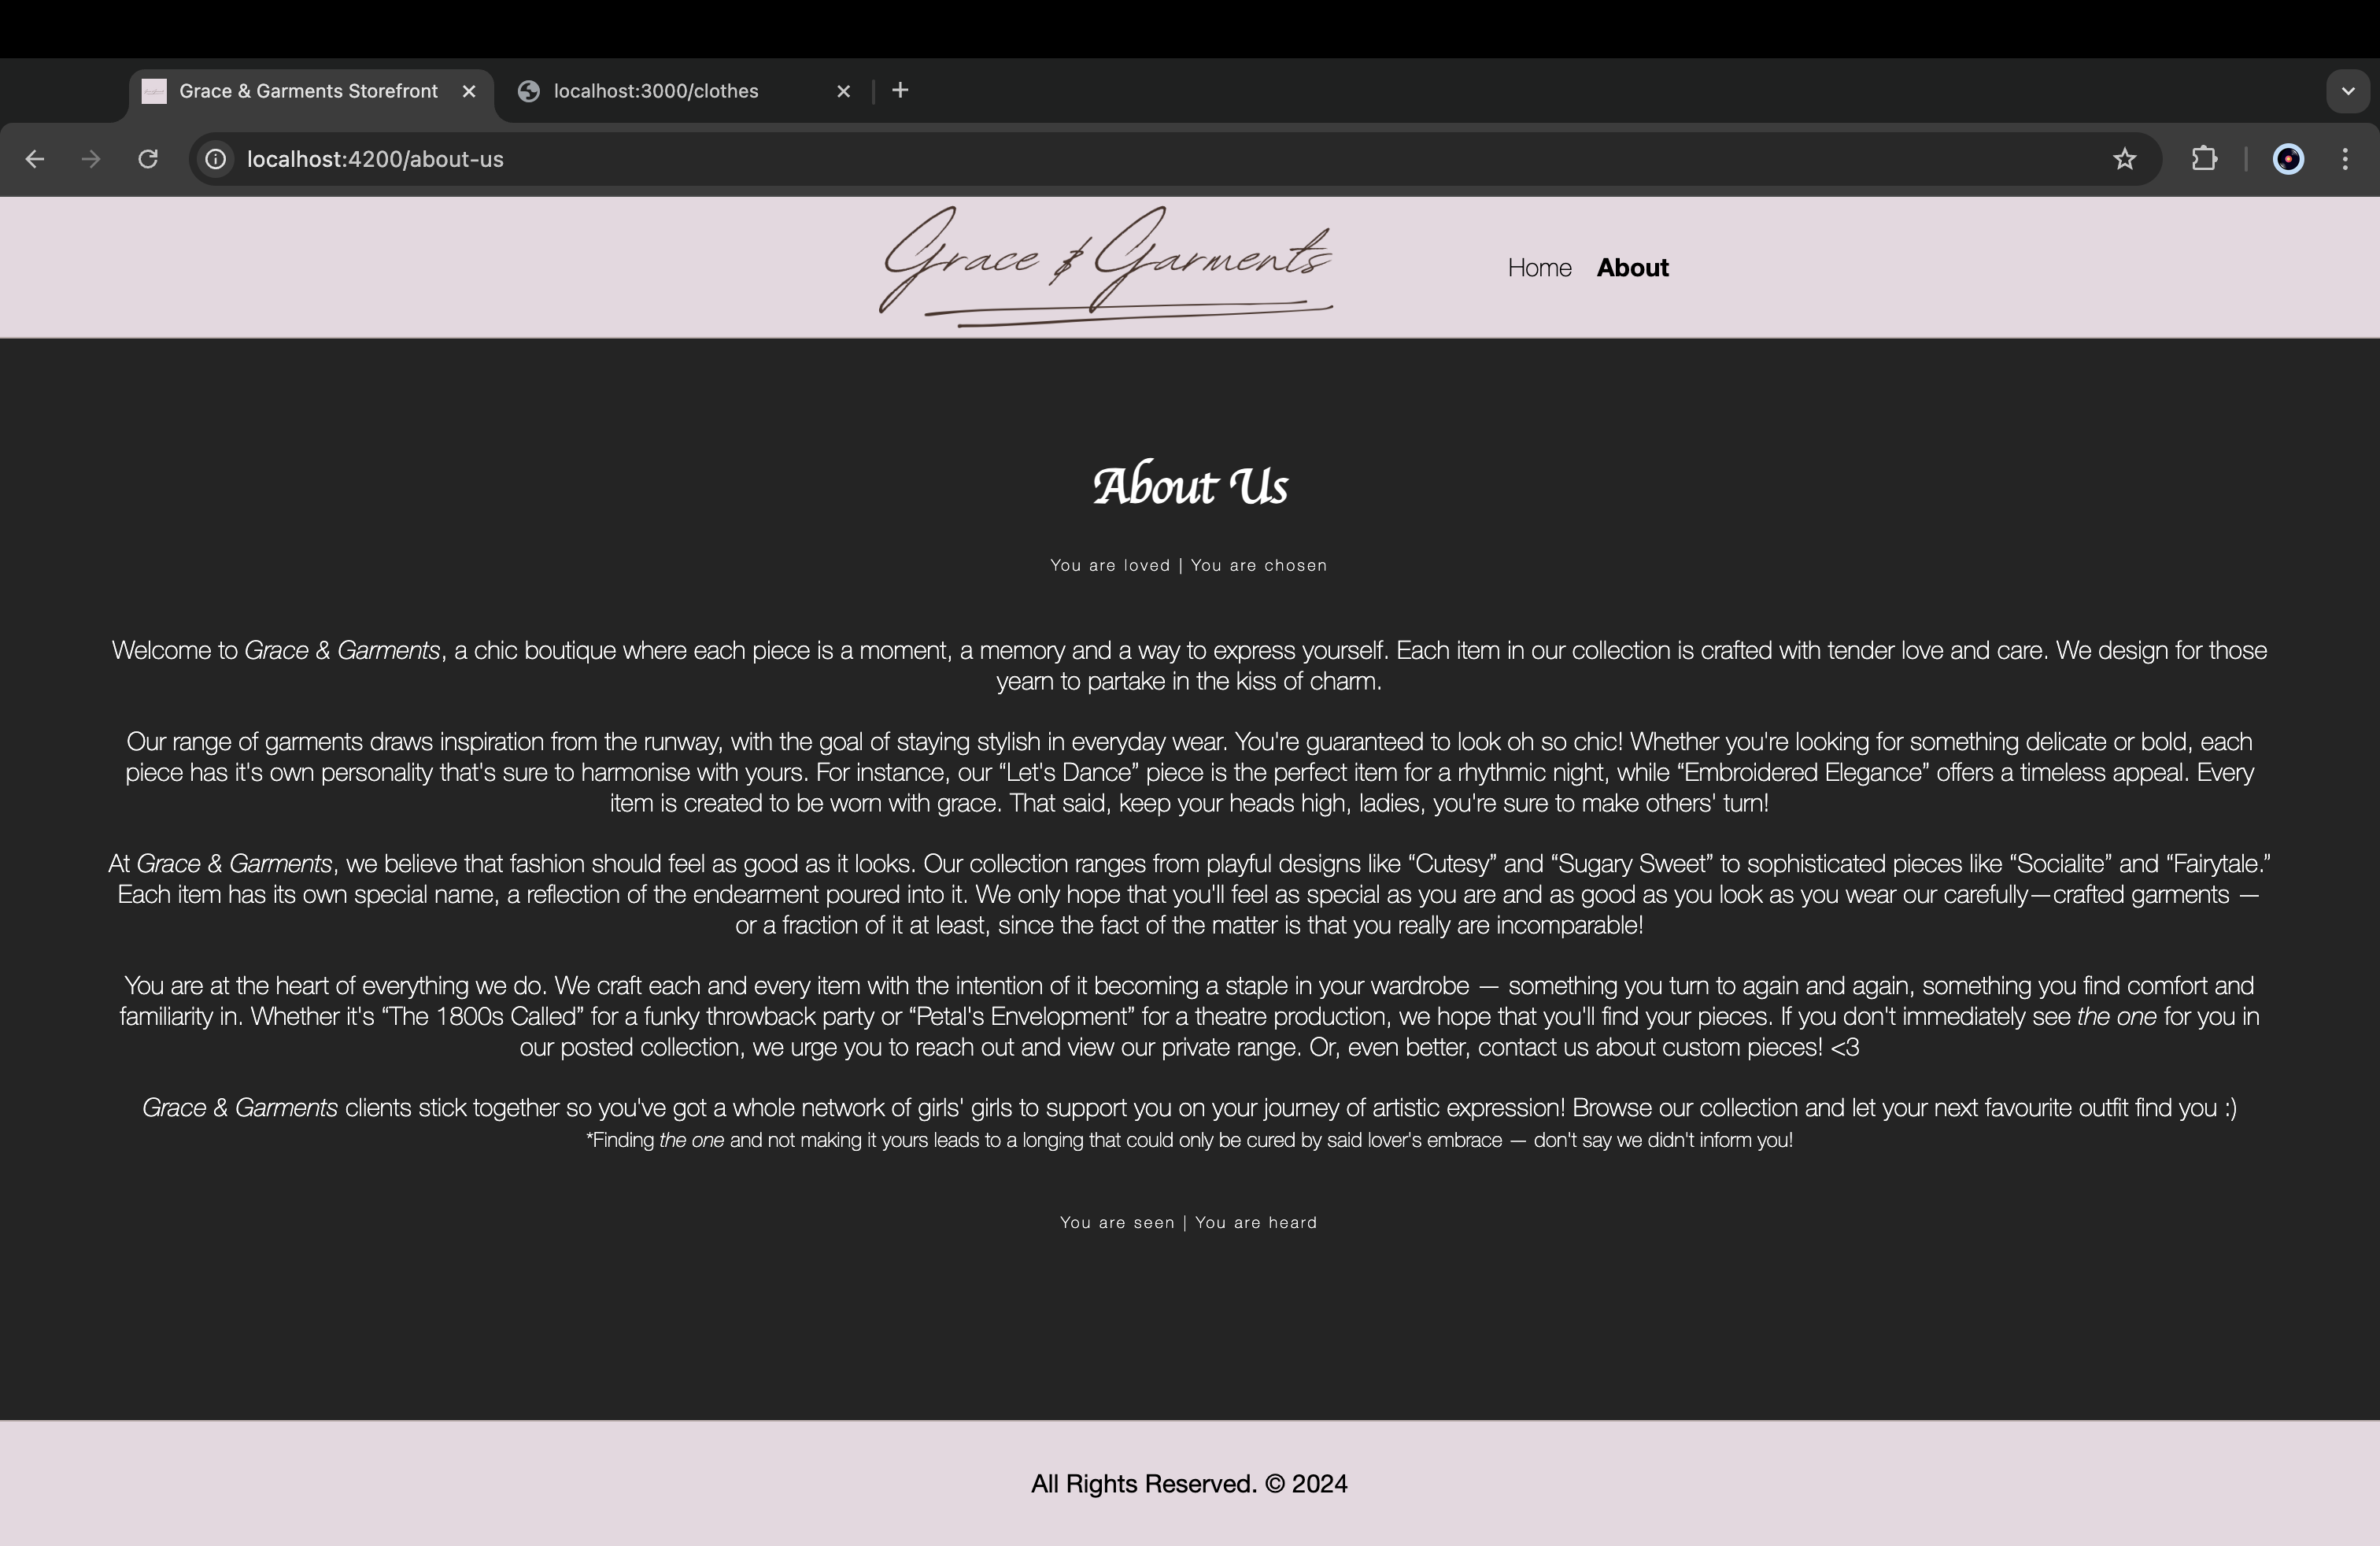 Grace & Garments Storefront
localhost:3000/clothes
localhost:4200/about-us
Grace & Garments
Home About
About Us
You are loved | You are chosen
Welcome to Grace & Garments, a chic boutique where each piece is a moment, a memory and a way to express yourself. Each item in our collection is crafted with tender love and care. We design for those
yearn to partake in the kiss of charm.
Our range of garments draws inspiration from the runway, with the goal of staying stylish in everyday wear. You're guaranteed to look oh so chic! Whether you're looking for something delicate or bold, each
piece has it's own personality that's sure to harmonise with yours. For instance, our “Let's Dance” piece is the perfect item for a rhythmic night, while “Embroidered Elegance” offers a timeless appeal. Every
item is created to be worn with grace. That said, keep your heads high, ladies, you're sure to make others' turn!
At Grace & Garments, we believe that fashion should feel as good as it looks. Our collection ranges from playful designs like “Cutesy” and “Sugary Sweet” to sophisticated pieces like “Socialite” and “Fairytale.”
Each item has its own special name, a reflection of the endearment poured into it. We only hope that you'll feel as special as you are and as good as you look as you wear our carefully—crafted garments —
or a fraction of it at least, since the fact of the matter is that you really are incomparable!
You are at the heart of everything we do. We craft each and every item with the intention of it becoming a staple in your wardrobe — something you turn to again and again, something you find comfort and
familiarity in. Whether it's “The 1800s Called” for a funky throwback party or “Petal's Envelopment” for a theatre production, we hope that you'll find your pieces. If you don't immediately see the one for you in
our posted collection, we urge you to reach out and view our private range. Or, even better, contact us about custom pieces! <3
Grace & Garments clients stick together so you've got a whole network of girls' girls to support you on your journey of artistic expression! Browse our collection and let your next favourite outfit find you :)
*Finding the one and not making it yours leads to a longing that could only be cured by said lover's embrace — don't say we didn't inform you!
You are seen | You are heard
All Rights Reserved. © 2024